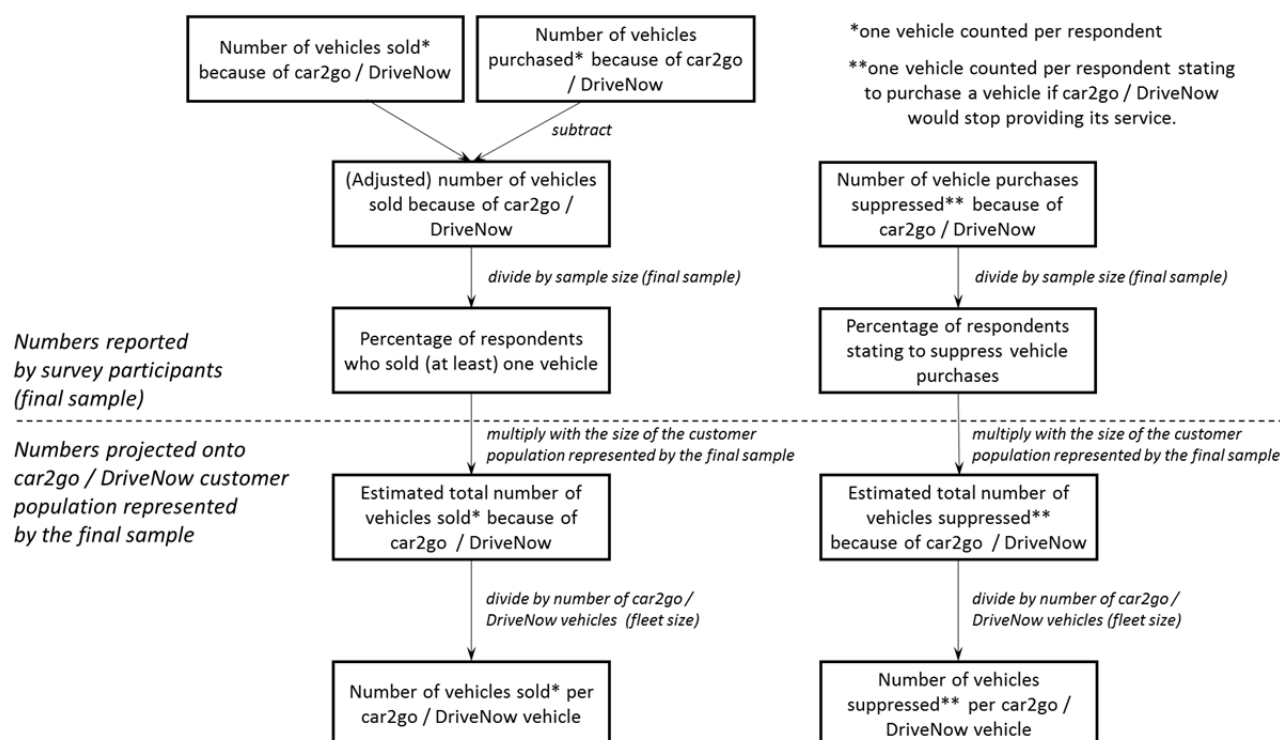 Number of vehicles sold*
because of car2go / DriveNow
Number of vehicles
purchased* because of car2go
/ DriveNow
*one vehicle counted per respondent
**one vehicle counted per respondent stating
to purchase a vehicle if car2go / DriveNow
would stop providing its service.
subtract
(Adjusted) number of vehicles
sold because of car2go /
DriveNow
Number of vehicle purchases
suppressed** because of
car2go / DriveNow
divide by sample size (final sample)
divide by sample size (final sample)
Numbers reported
by survey participants
(final sample)
Percentage of respondents
who sold (at least) one vehicle
Percentage of respondents
stating to suppress vehicle
purchases
Numbers projected onto
car2go / DriveNow customer
population represented
by the final sample
multiply with the size of the customer
population represented by the final sample
multiply with the size of the customer
population represented by the final sample
Estimated total number of
vehicles sold* because of
car2go / DriveNow
Estimated total number of
vehicles suppressed**
because of car2go / DriveNow
divide by number of car2go /
DriveNow vehicles (fleet size)
divide by number of car2go /
DriveNow vehicles (fleet size)
Number of vehicles sold* per
car2go / DriveNow vehicle
Number of vehicles
suppressed** per car2go /
DriveNow vehicle